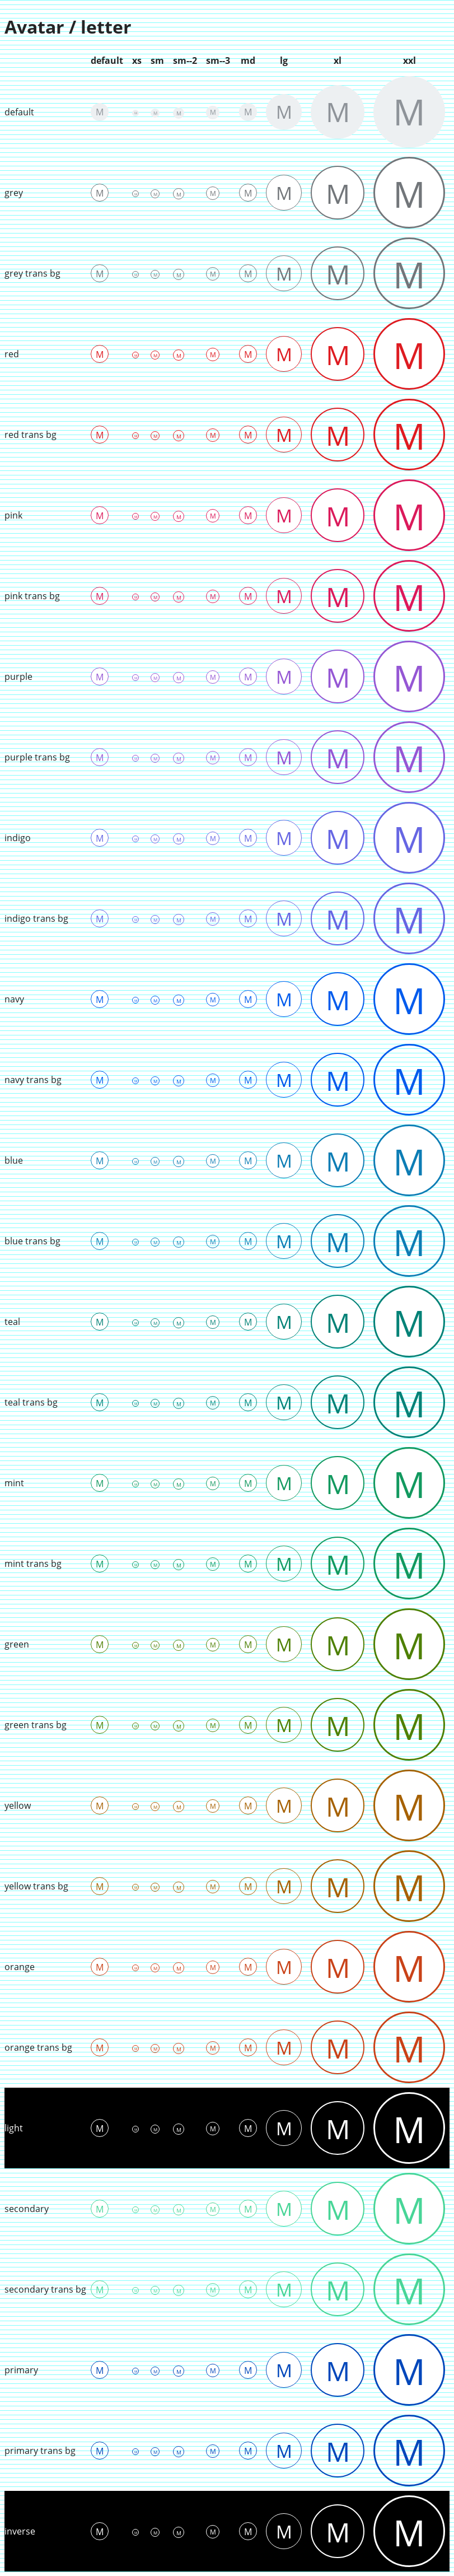 Avatar / letter
default xs sm sm--2 sm--3 md lg xl xxl
default M M M M M M M M M
grey M M M M M M M M M
grey trans bg M M M M M M M M M
red M M M M M M M M M
red trans bg M M M M M M M M M
pink M M M M M M M M M
pink trans bg M M M M M M M M M
purple M M M M M M M M M
purple trans bg M M M M M M M M M
indigo M M M M M M M M M
indigo trans bg M M M M M M M M M
navy M M M M M M M M M
navy trans bg M M M M M M M M M
blue M M M M M M M M M
blue trans bg M M M M M M M M M
teal M M M M M M M M M
teal trans bg M M M M M M M M M
mint M M M M M M M M M
mint trans bg M M M M M M M M M
green M M M M M M M M M
green trans bg M M M M M M M M M
yellow M M M M M M M M M
yellow trans bg M M M M M M M M M
orange M M M M M M M M M
orange trans bg M M M M M M M M M
light M M M M M M M M M
secondary M M M M M M M M M
secondary trans bg M M M M M M M M M
primary M M M M M M M M M
primary trans bg M M M M M M M M M
inverse M M M M M M M M M